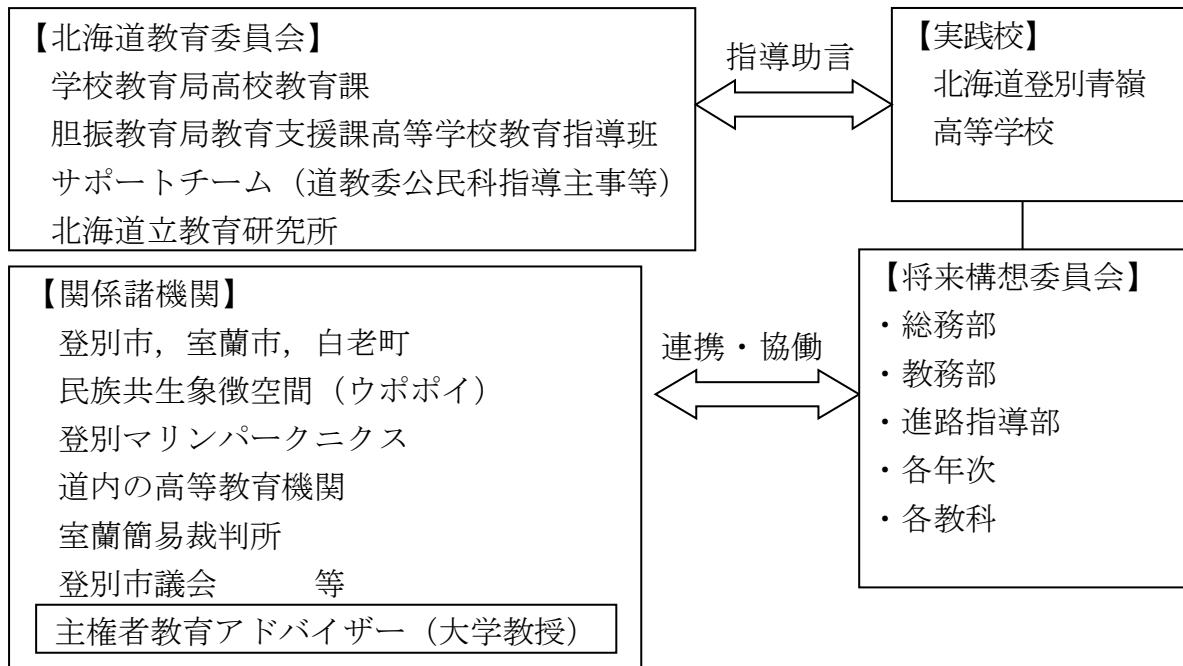 【北海道教育委員会】
学校教育局高校教育課
胆振教育局教育支援課高等学校教育指導班
サポートチーム（道教委公民科指導主事等）
北海道立教育研究所
指導助言
【実践校】
北海道登別青嶺
高等学校
【関係諸機関】
登別市，室蘭市，白老町
民族共生象徴空間（ウポポイ）
登別マリンパークニクス
道内の高等教育機関
室蘭簡易裁判所
登別市議会　　　等
主権者教育アドバイザー（大学教授）
連携・協働
【将来構想委員会】
・総務部
・教務部
・進路指導部
・各年次
・各教科